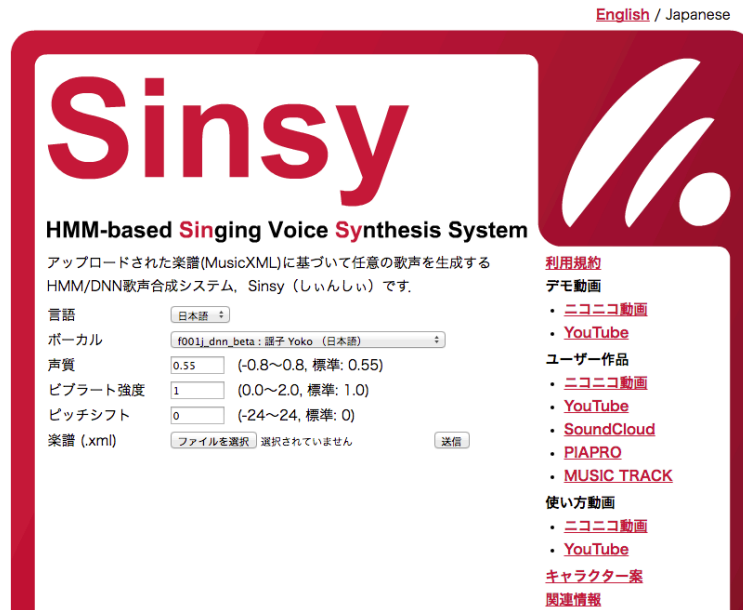 English / Japanese
Sinsy
HMM-based Singing Voice Synthesis System
アップロードされた楽譜(MusicXML)に基づいて任意の歌声を生成する
HMM/DNN歌声合成システム，Sinsy（しぃんしぃ）です．
言語 日本語
ボーカル f001j_dnn_beta : 謡子 Yoko （日本語）
声質 0.55 (-0.8〜0.8, 標準: 0.55)
ビブラート強度 1 (0.0〜2.0, 標準: 1.0)
ピッチシフト 0 (-24〜24, 標準: 0)
楽譜 (.xml) ファイルを選択 選択されていません 送信
利用規約
デモ動画
・ニコニコ動画
・YouTube
ユーザー作品
・ニコニコ動画
・YouTube
・SoundCloud
・PIAPRO
・MUSIC TRACK
使い方動画
・ニコニコ動画
・YouTube
キャラクター案
関連情報